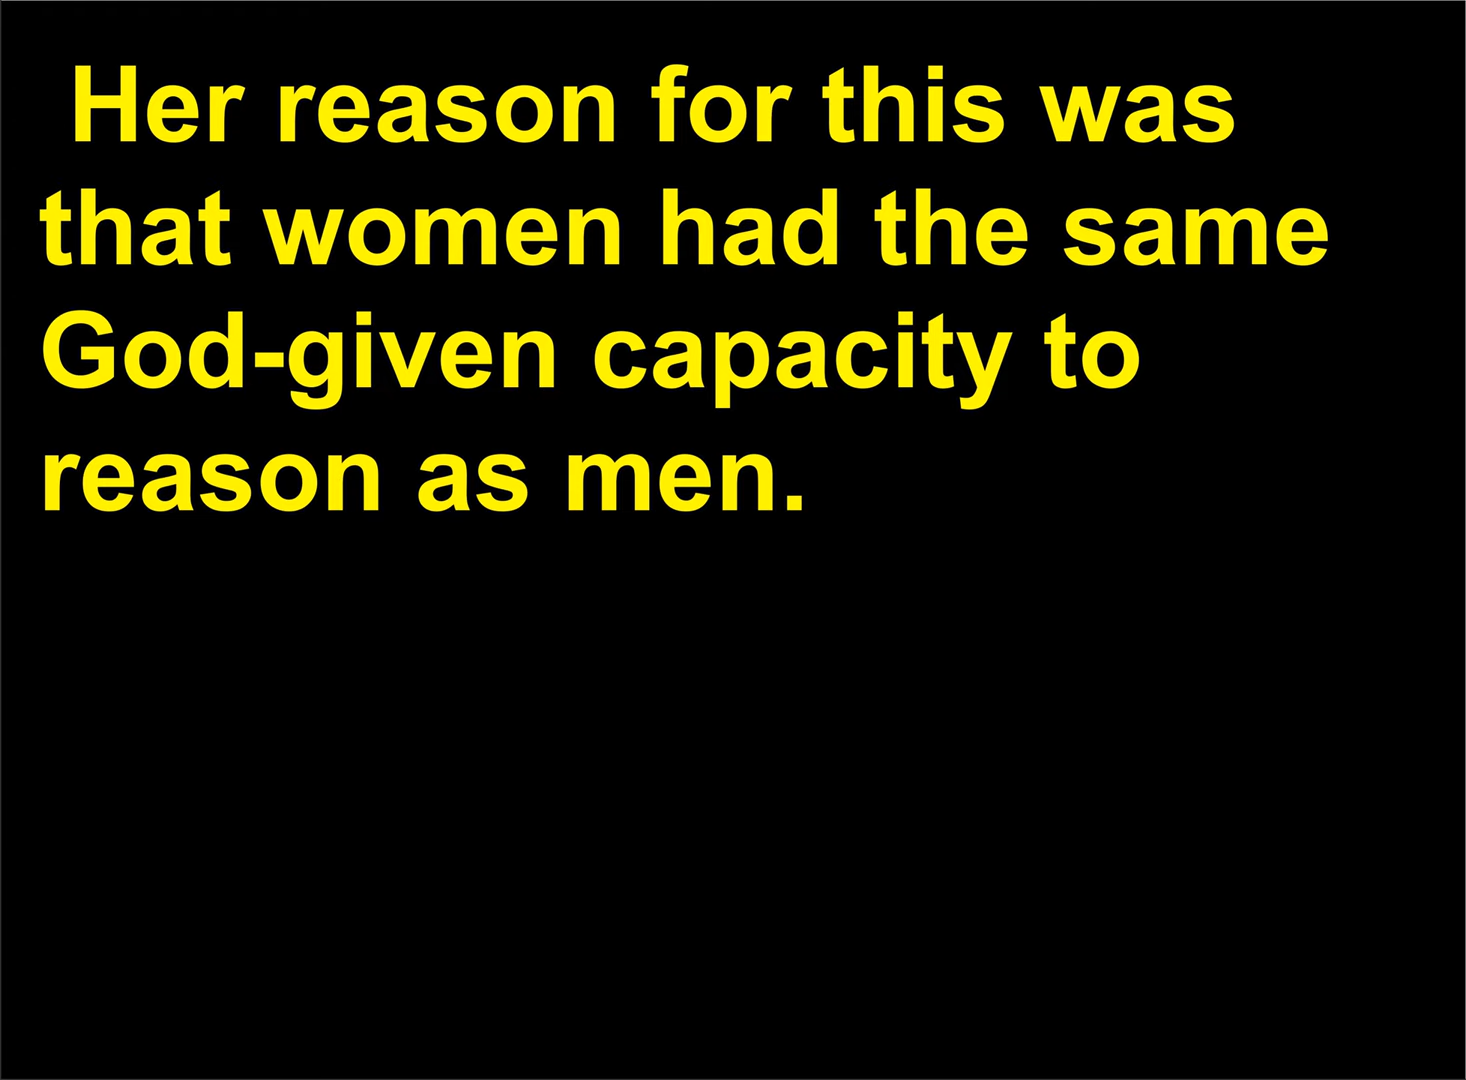 Her reason for this was
that women had the same
God-given capacity to
reason as men.